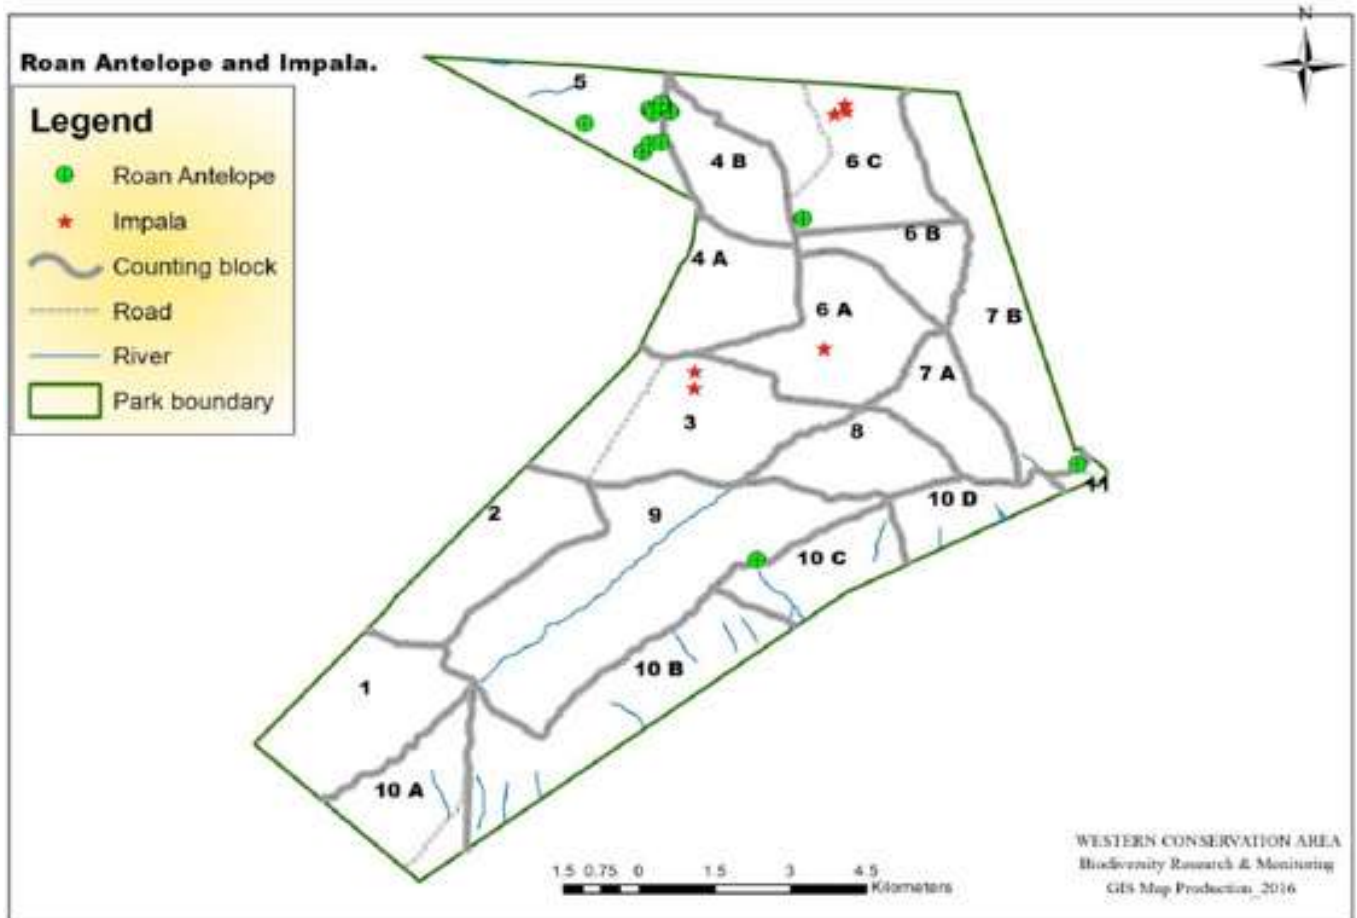 N
Roan Antelope and Impala.
Legend
Roan Antelope
Impala
Counting block
Road
River
Park boundary
5
4 B
6 C
6 B
4 A
6 A
7 B
7 A
3
8
11
10 D
2
9
10 C
10 B
1
10 A
1.5 0.75 0 1.5 3 4.5
Kilometers
WESTERN CONSERVATION AREA
Biodiversity Research & Monitoring
GIS Map Production_2016